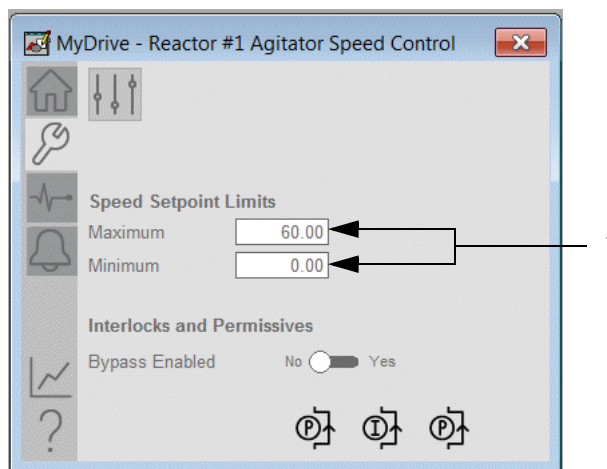 MyDrive - Reactor #1 Agitator Speed Control
Speed Setpoint Limits
Maximum 60.00
Minimum 0.00
Interlocks and Permissives
Bypass Enabled No Yes
P I P
?